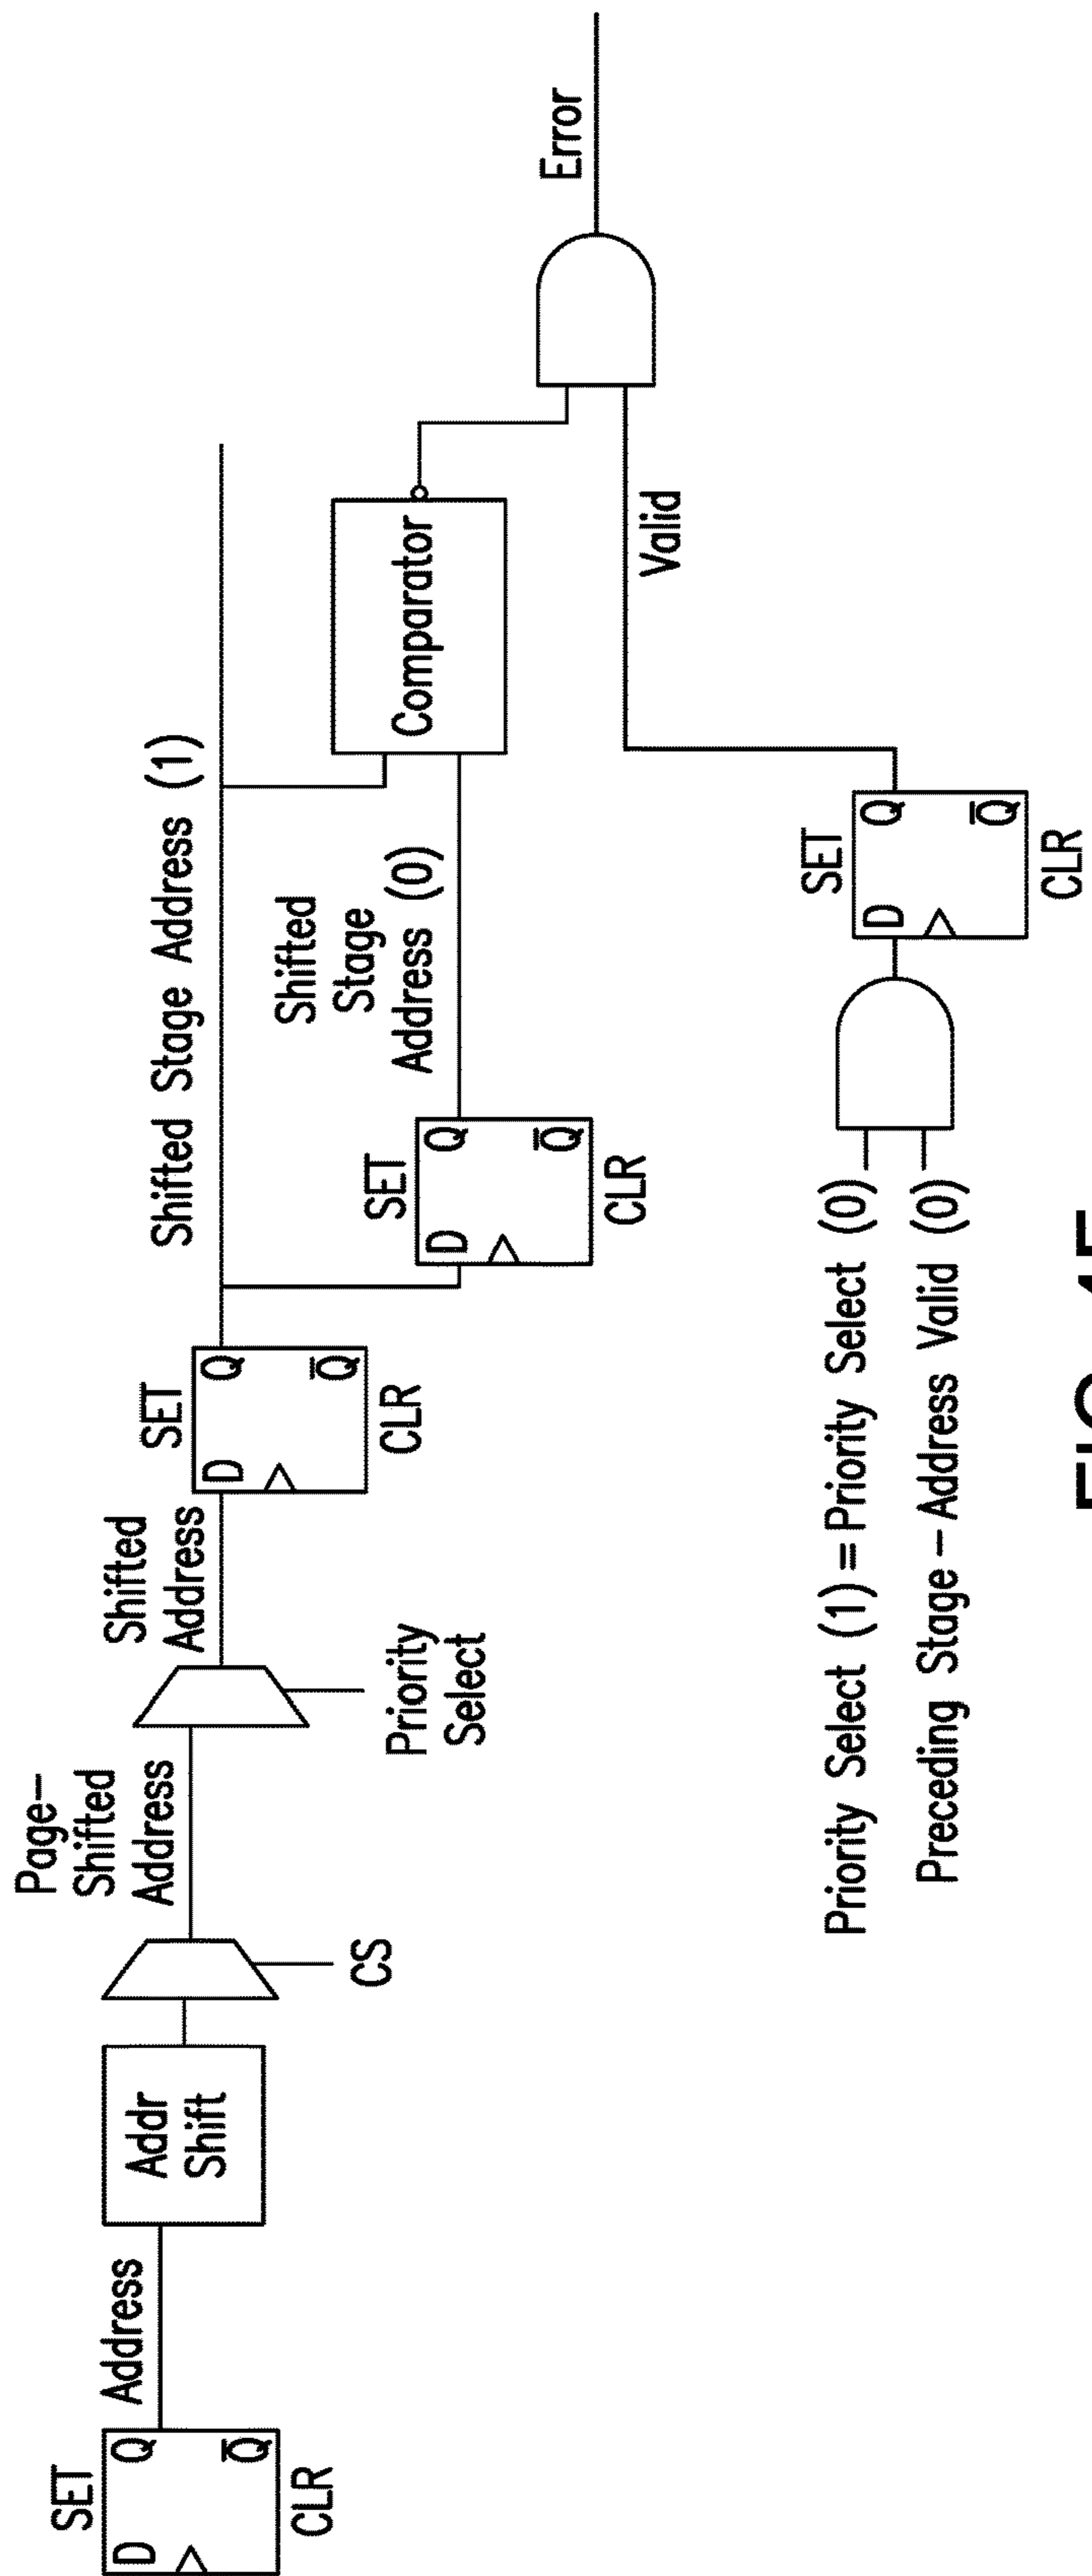 SET
D
Q
Q̅
CLR
Address
Addr
Shift
CS
Page-
Shifted
Address
Priority
Select
Shifted
Address
SET
D
Q
Q̅
CLR
Shifted Stage Address (1)
SET
D
Q
Q̅
CLR
Shifted
Stage
Address (0)
Comparator
Error
Valid
Priority Select (1) = Priority Select (0)
Preceding Stage – Address Valid (0)
SET
D
Q
Q̅
CLR